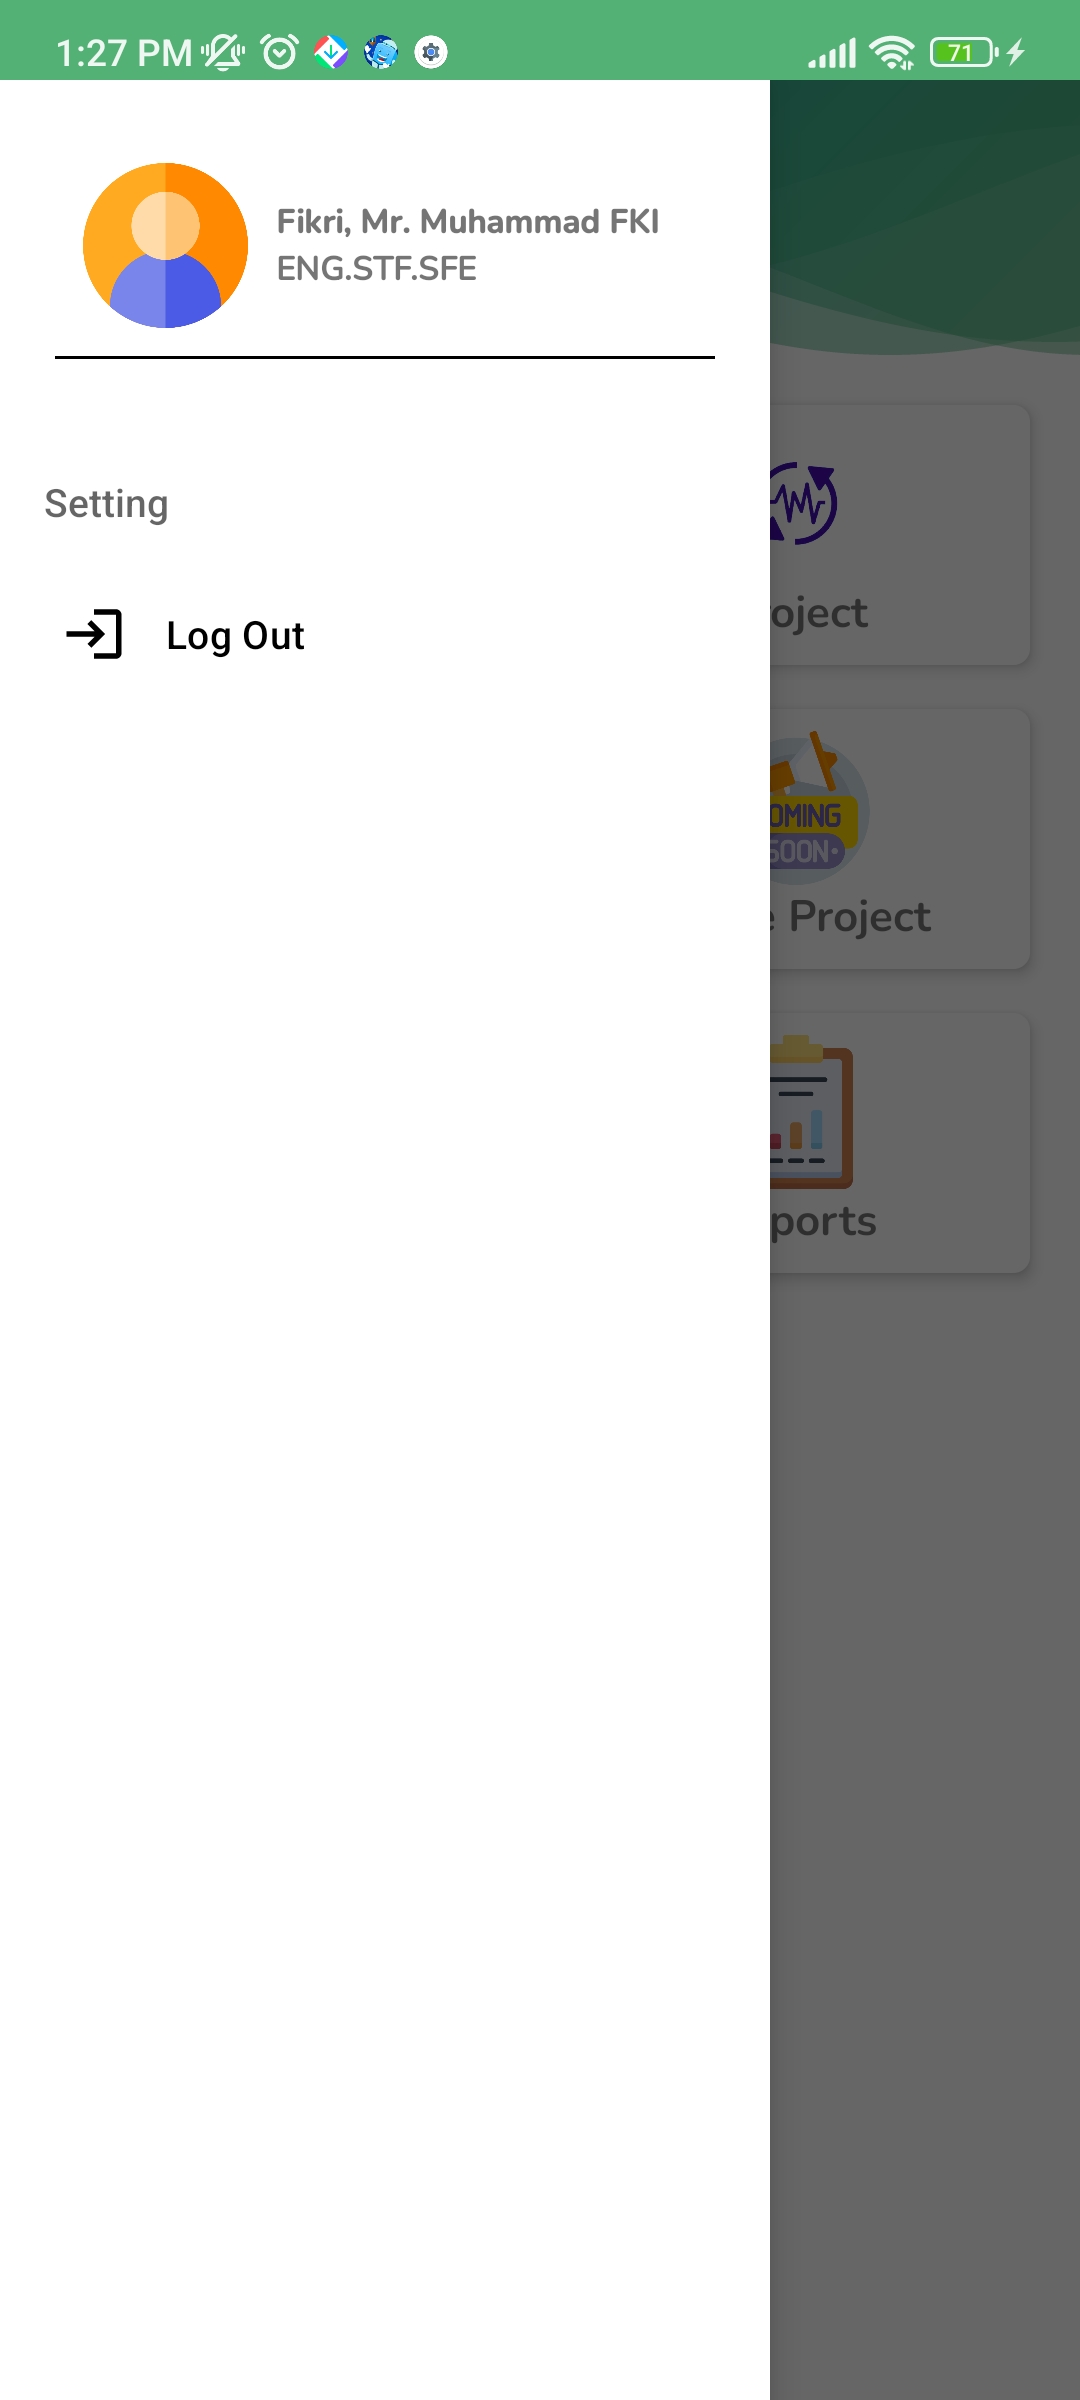 1:27 PM
71
Fikri, Mr. Muhammad FKI
ENG.STF.SFE
Setting
Log Out
oject
OMING
SOON
e Project
ports